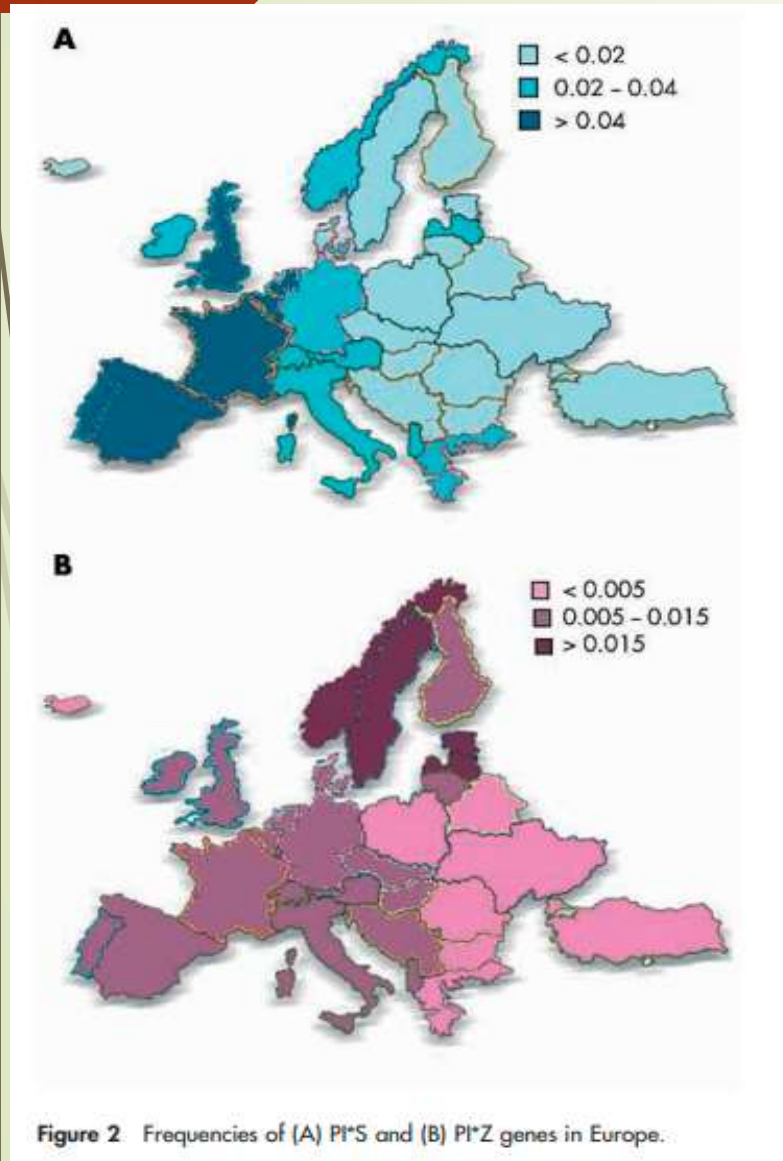 A
< 0.02
0.02 – 0.04
> 0.04
B
< 0.005
0.005 – 0.015
> 0.015
Figure 2 Frequencies of (A) PI*S and (B) PI*Z genes in Europe.